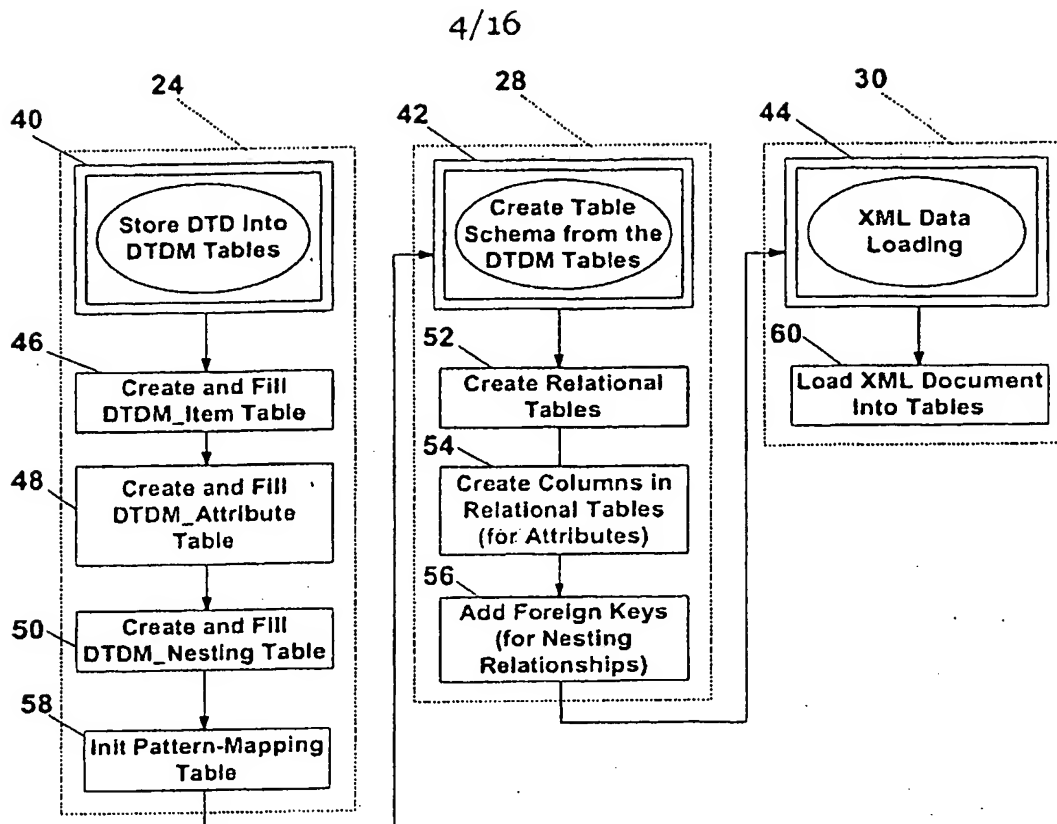 4/16
24
40
Store DTD Into
DTDM Tables
46
Create and Fill
DTDM_Item Table
48
Create and Fill
DTDM_Attribute
Table
50
Create and Fill
DTDM_Nesting Table
58
Init Pattern-Mapping
Table
28
42
Create Table
Schema from the
DTDM Tables
52
Create Relational
Tables
54
Create Columns in
Relational Tables
(for Attributes)
56
Add Foreign Keys
(for Nesting
Relationships)
30
44
XML Data
Loading
60
Load XML Document
Into Tables